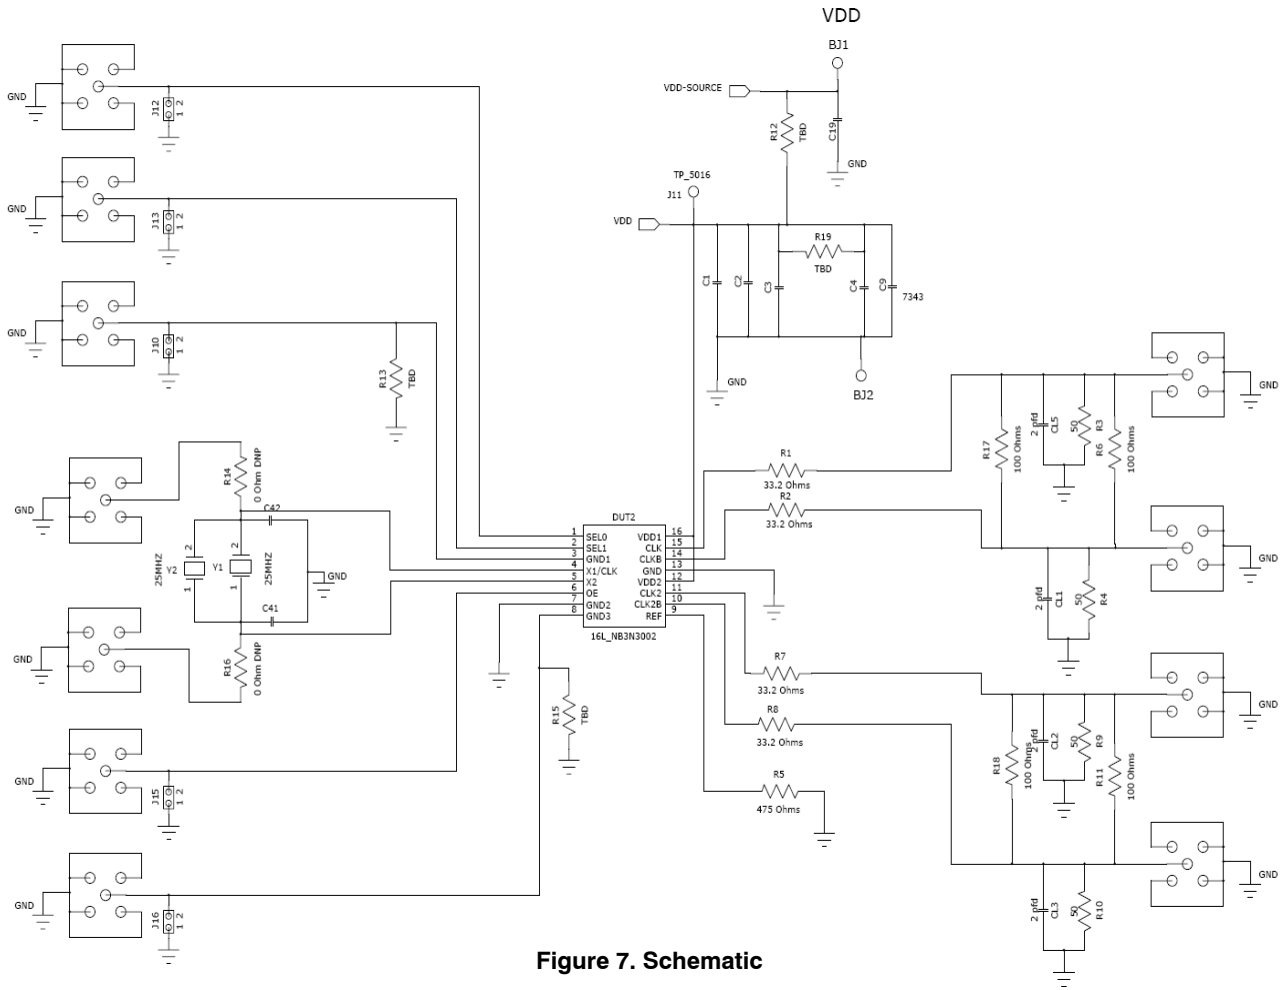 VDD
BJ1
VDD-SOURCE
R12
TBD
C19
GND
TP_5016
J11
VDD
R19
TBD
C1
C2
C3
C4
C9
7343
GND
BJ2
GND
J12
1 2
GND
J13
1 2
GND
J10
1 2
R13
TBD
GND
R14
0 Ohm DNP
C42
25MHZ
2
Y2
1
2
Y1
1
25MHZ
GND
C41
GND
R16
0 Ohm DNP
GND
J15
1 2
GND
J16
1 2
DUT2
1 SEL0 VDD1 16
2 SEL1 CLK 15
3 GND1 CLKB 14
4 X1/CLK GND 13
5 X2 VDD2 12
6 OE CLK2 11
7 GND2 CLK2B 10
8 GND3 REF 9
16L_NB3N3002
R15
TBD
R1
33.2 Ohms
R2
33.2 Ohms
R7
33.2 Ohms
R8
33.2 Ohms
R5
475 Ohms
GND
R17
100 Ohms
2 pfd
CL5
50
R3
R6
100 Ohms
GND
2 pfd
CL1
50
R4
GND
R18
100 Ohms
2 pfd
CL2
50
R9
R11
100 Ohms
GND
2 pfd
CL3
50
R10
Figure 7. Schematic